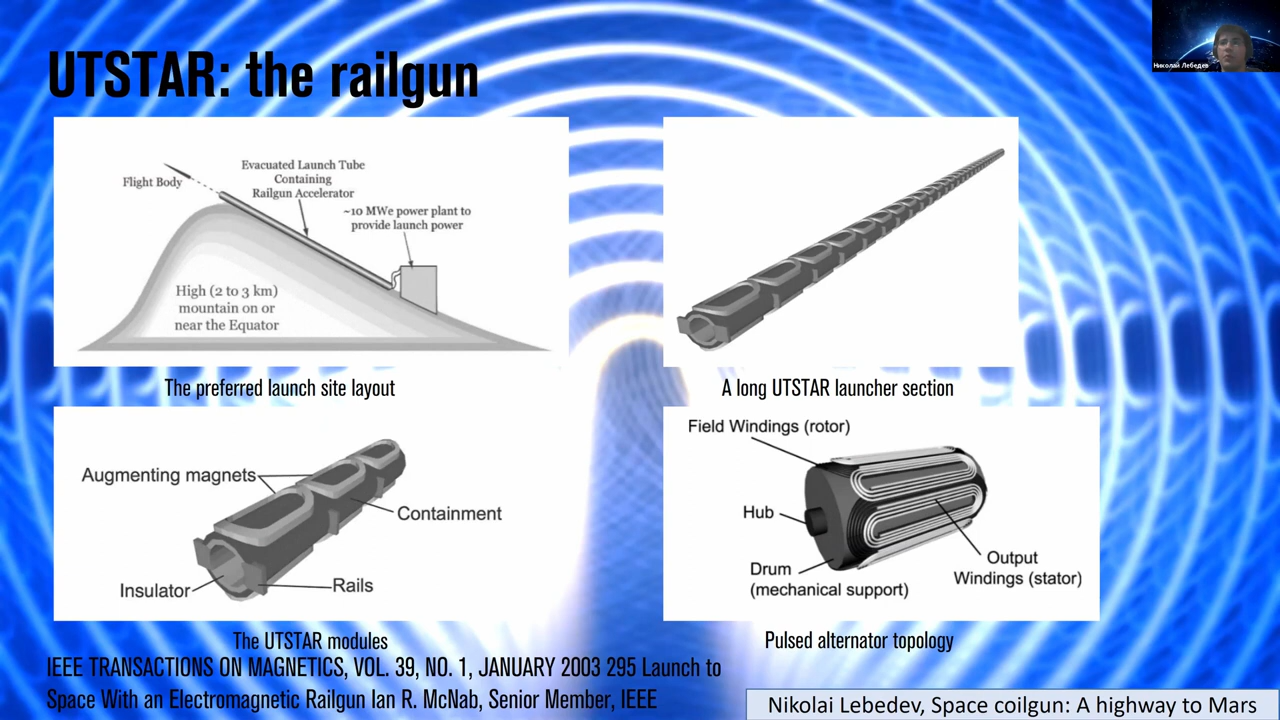 UTSTAR: the railgun
Николай Лебедев
Flight Body
Evacuated Launch Tube
Containing
Railgun Accelerator
~10 MWe power plant to
provide launch power
High (2 to 3 km)
mountain on or
near the Equator
The preferred launch site layout
A long UTSTAR launcher section
Augmenting magnets
Containment
Insulator
Rails
The UTSTAR modules
Field Windings (rotor)
Hub
Drum
(mechanical support)
Output
Windings (stator)
Pulsed alternator topology
IEEE TRANSACTIONS ON MAGNETICS, VOL. 39, NO. 1, JANUARY 2003 295 Launch to
Space With an Electromagnetic Railgun Ian R. McNab, Senior Member, IEEE
Nikolai Lebedev, Space coilgun: A highway to Mars